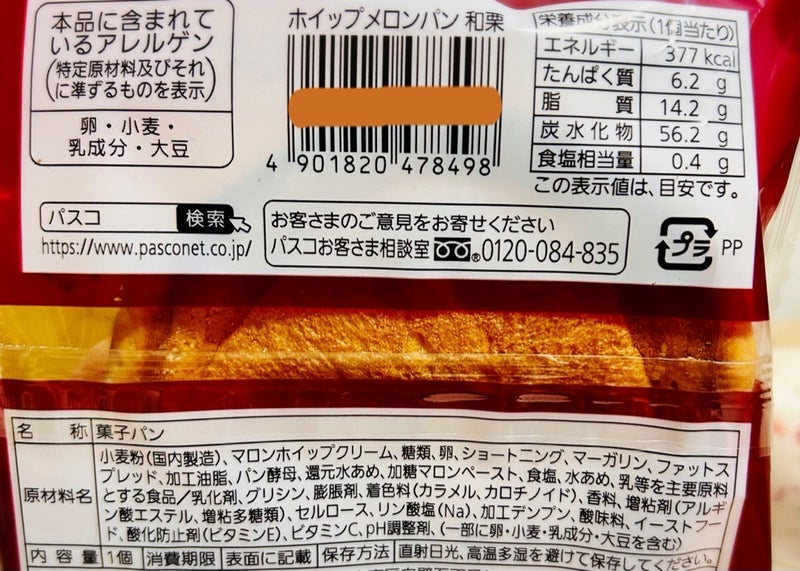 本品に含まれて
いるアレルゲン
(特定原材料及びそれ
に準ずるものを表示)
卵・小麦・
乳成分・大豆
ホイップメロンパン 和栗
4 901820 478498
栄養成分表示(1個当たり)
エネルギー 377 kcal
たんぱく質 6.2 g
脂 質 14.2 g
炭水化物 56.2 g
食塩相当量 0.4 g
この表示値は、目安です。
パスコ 検索
https://www.pasconet.co.jp/
お客さまのご意見をお寄せください
パスコお客さま相談室 ®0120-084-835
プラ PP
名 称 菓子パン
原材料名 小麦粉(国内製造)、マロンホイップクリーム、糖類、卵、ショートニング、マーガリン、ファットス
プレッド、加工油脂、パン酵母、還元水あめ、加糖マロンペースト、食塩、水あめ、乳等を主要原料
とする食品/乳化剤、グリシン、膨脹剤、着色料(カラメル、カロチノイド)、香料、増粘剤(アルギ
ン酸エステル、増粘多糖類)、セルロース、リン酸塩(Na)、加工デンプン、酸味料、イーストフー
ド、酸化防止剤(ビタミンE)、ビタミンC、pH調整剤、(一部に卵・小麦・乳成分・大豆を含む)
内容量 1個 消費期限 表面に記載 保存方法 直射日光、高温多湿を避けて保存してください。